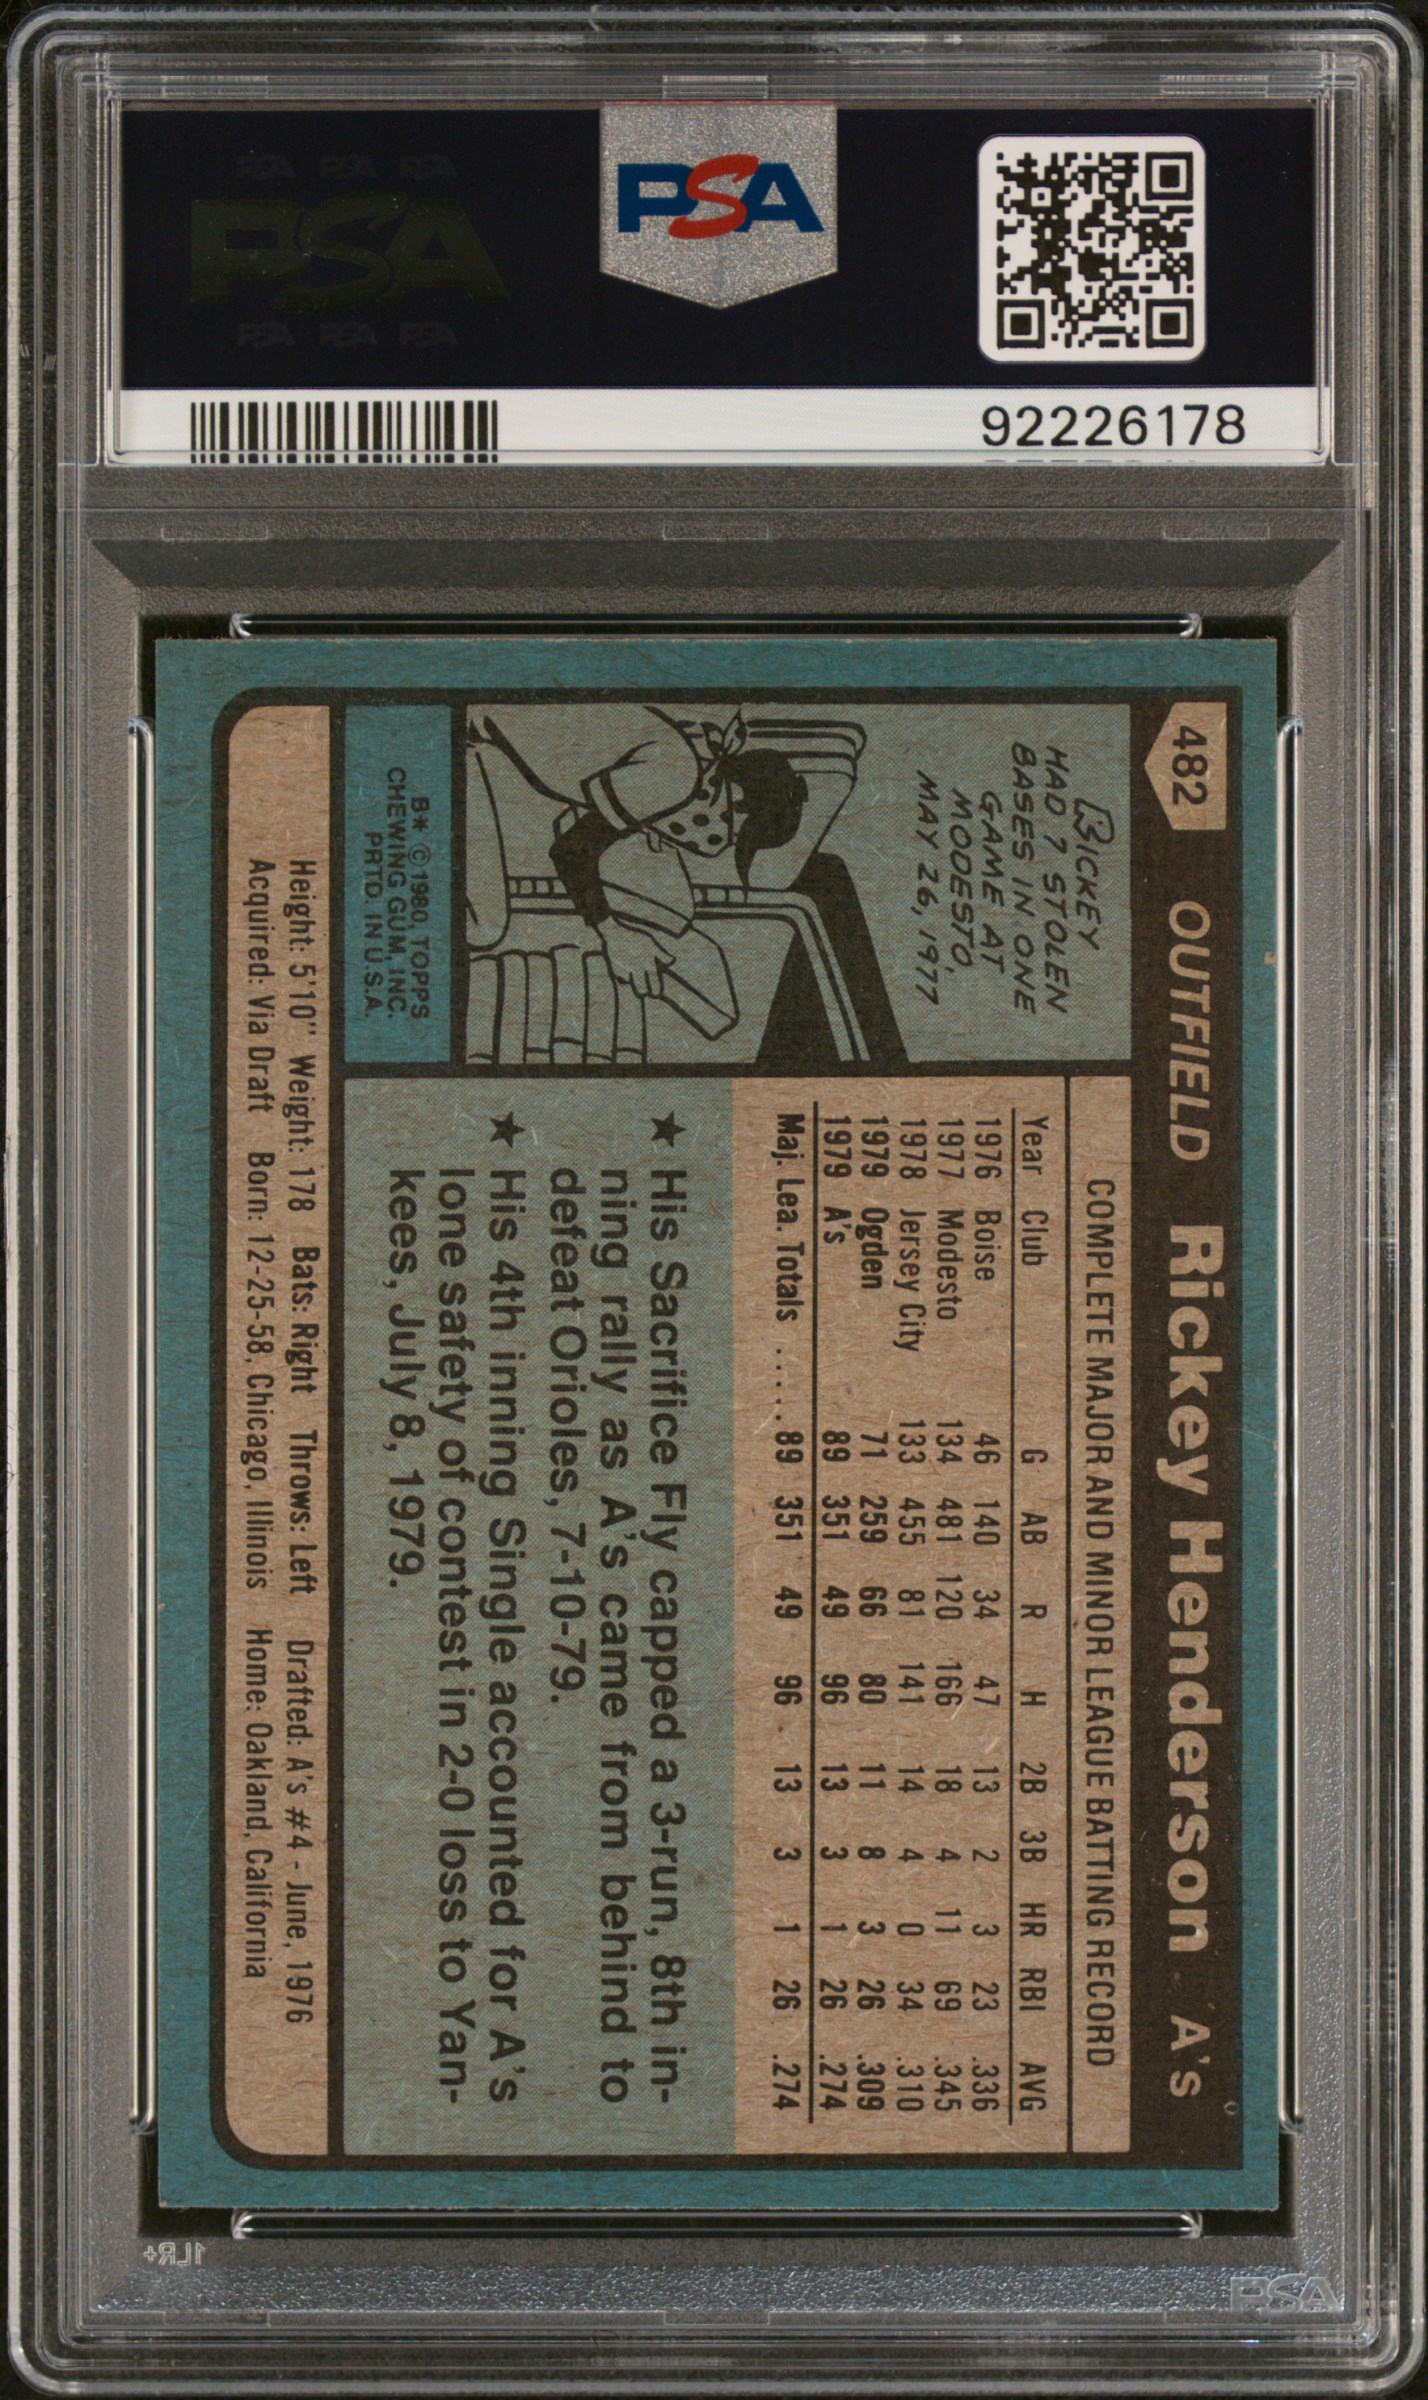 PSA PSA PSA
PSA
PSA PSA PSA
PSA
92226178
482 OUTFIELD Rickey Henderson A's
RICKEY
HAD 7 STOLEN
BASES IN ONE
GAME AT
MODESTO,
MAY 26, 1977
B* © 1980, TOPPS
CHEWING GUM, INC.
PRTD. IN U.S.A.
COMPLETE MAJOR AND MINOR LEAGUE BATTING RECORD
Year Club G AB R H 2B 3B HR RBI AVG
1976 Boise 46 140 34 47 13 2 3 23 .336
1977 Modesto 134 481 120 166 18 4 11 69 .345
1978 Jersey City 133 455 81 141 14 4 0 34 .310
1979 Ogden 71 259 66 80 11 8 3 26 .309
1979 A's 89 351 49 96 13 3 1 26 .274
Maj. Lea. Totals ...... 89 351 49 96 13 3 1 26 .274
★ His Sacrifice Fly capped a 3-run, 8th in-
ning rally as A's came from behind to
defeat Orioles, 7-10-79.
★ His 4th inning Single accounted for A's
lone safety of contest in 2-0 loss to Yan-
kees, July 8, 1979.
Height: 5'10" Weight: 178 Bats: Right Throws: Left Drafted: A's #4 - June, 1976
Acquired: Via Draft Born: 12-25-58, Chicago, Illinois Home: Oakland, California
1LR+
PSA